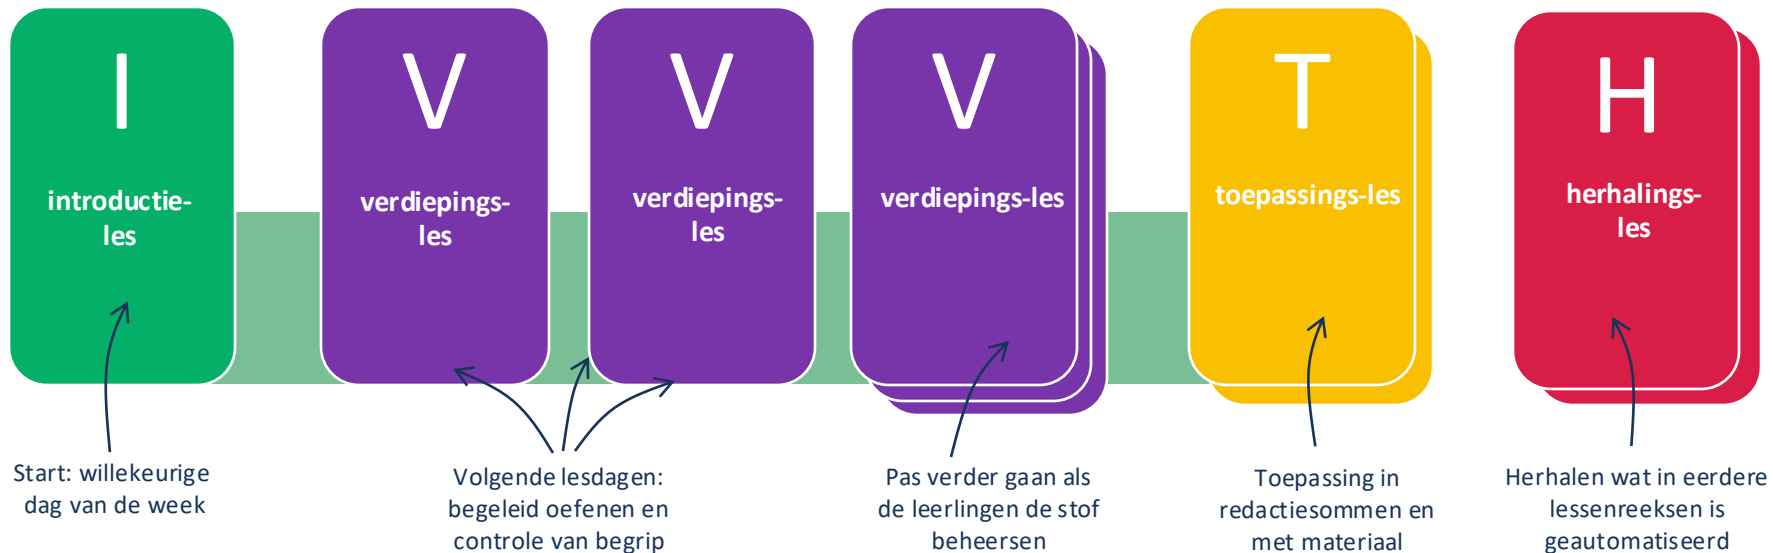 I
introductie-
les
V
verdiepings-
les
V
verdiepings-
les
V
verdiepings-les
T
toepassings-les
H
herhalings-
les
Start: willekeurige
dag van de week
Volgende lesdagen:
begeleid oefenen en
controle van begrip
Pas verder gaan als
de leerlingen de stof
beheersen
Toepassing in
redactiesommen en
met materiaal
Herhalen wat in eerdere
lessenreeksen is
geautomatiseerd